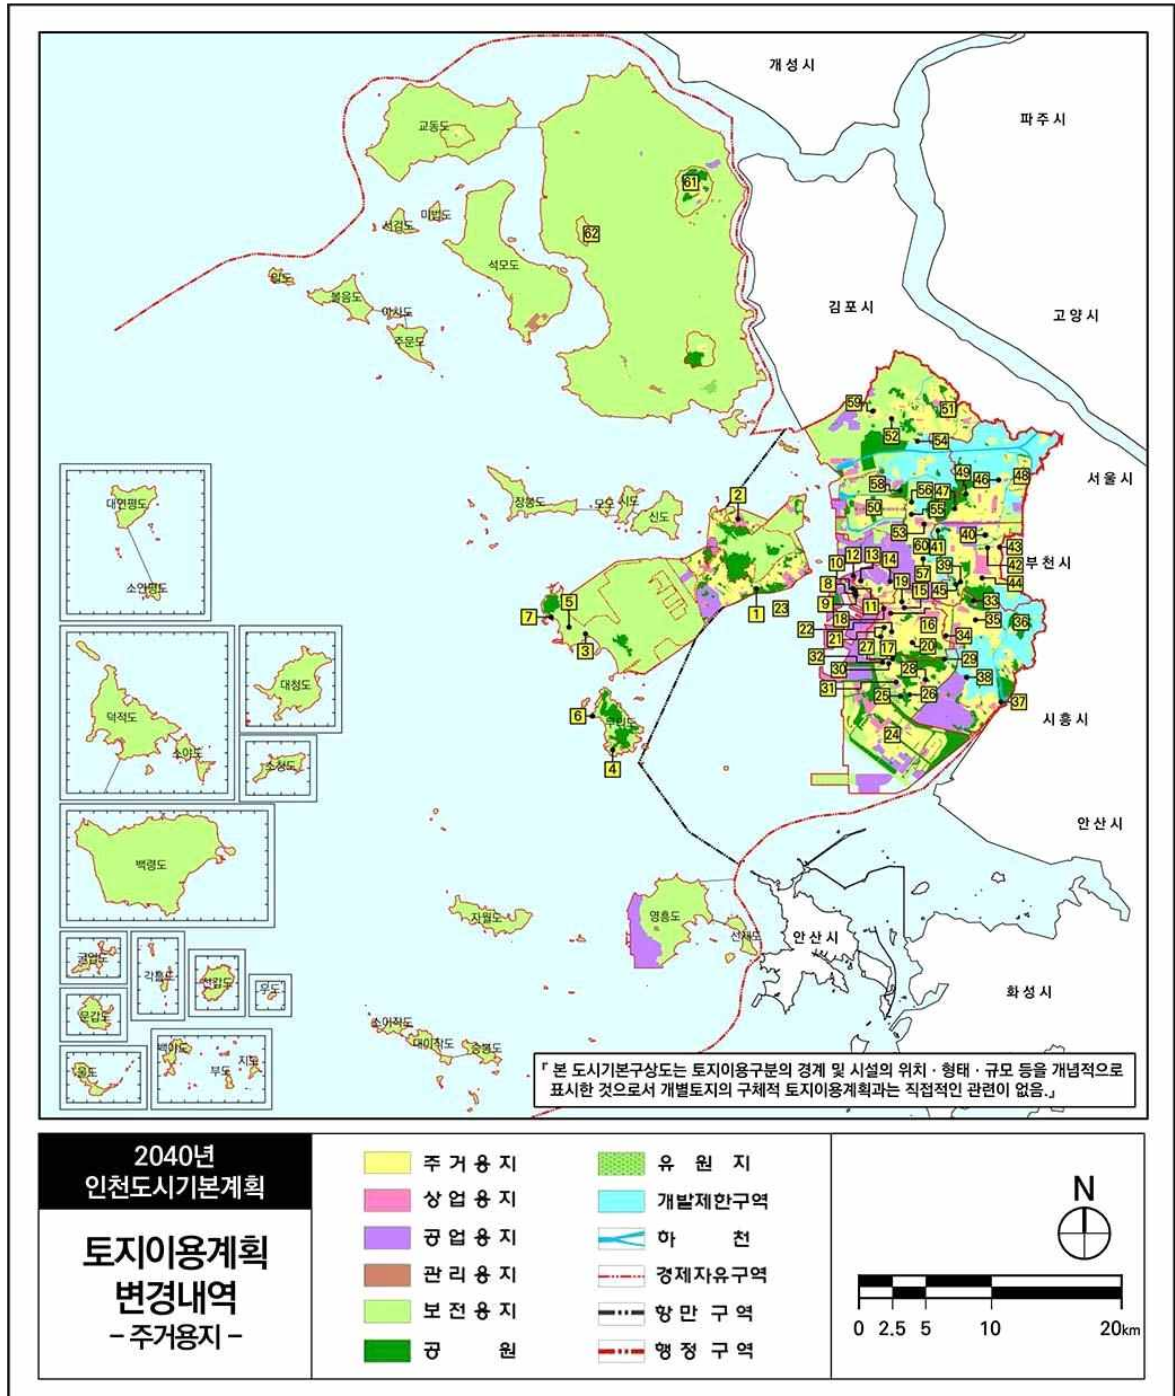 개성시
파주시
교동도
61
미법도
서검도
62
석모도
볼음도
아차도
주문도
김포시
고양시
59
51
52
54
서울시
대연평도
소연평도
장봉도
모도
시도
신도
2
58
56
47
49
46
48
50
55
53
60
41
40
43
42
부천시
10
12
13
14
57
39
44
8
19
15
45
33
9
11
35
36
7
5
3
1
23
22
18
16
34
21
27
17
20
29
32
28
30
38
31
25
26
37
6
4
24
시흥시
대청도
덕적도
소야도
소청도
백령도
안산시
자월도
영흥도
선재도
안산시
화성시
굴업도
각흘도
선갑도
우도
문갑도
울도
백아도
부도
지도
소이작도
대이작도
승봉도
『 본 도시기본구상도는 토지이용구분의 경계 및 시설의 위치 · 형태 · 규모 등을 개념적으로
표시한 것으로서 개별토지의 구체적 토지이용계획과는 직접적인 관련이 없음.』
2040년
인천도시기본계획
토지이용계획
변경내역
– 주거용지 –
주거용지
상업용지
공업용지
관리용지
보전용지
공 원
유 원 지
개발제한구역
하 천
경제자유구역
항만 구역
행정 구역
N
0 2.5 5 10 20km